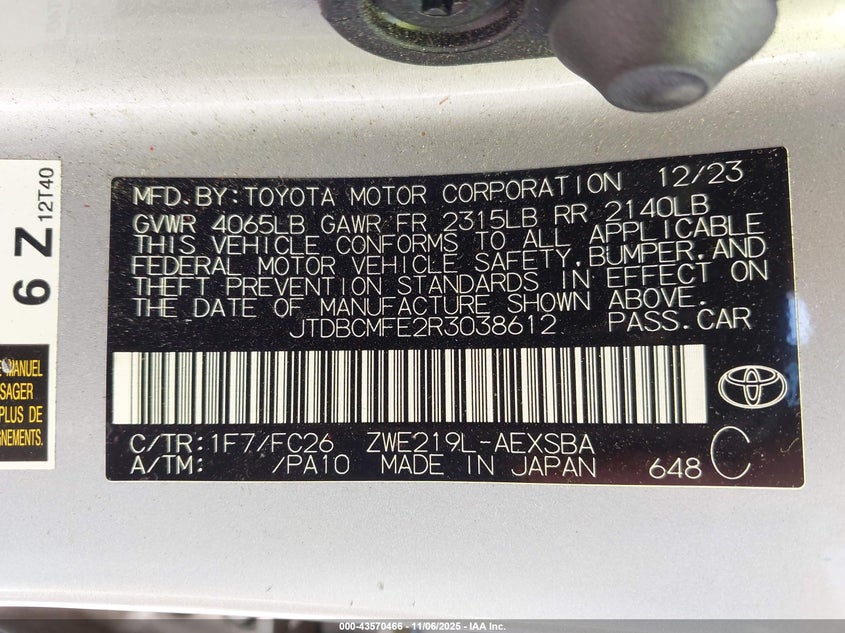 MFD.BY:TOYOTA MOTOR CORPORATION 12/23
GVWR 4065LB GAWR FR 2315LB RR 2140LB
THIS VEHICLE CONFORMS TO ALL APPLICABLE
FEDERAL MOTOR VEHICLE SAFETY,BUMPER,AND
THEFT PREVENTION STANDARDS IN EFFECT ON
THE DATE OF MANUFACTURE SHOWN ABOVE.
JTDBCMFE2R3038612 PASS.CAR
C/TR:1F7/FC26 ZWE219L-AEXSBA
A/TM: /PA10 MADE IN JAPAN 648 C
6 Z
12T40
MANUEL
SAGER
PLUS DE
GNEMENTS.
000-43570466 - 11/06/2025 - IAA Inc.